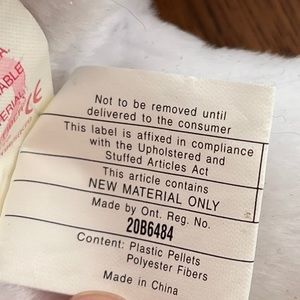 TABLE
Not to be removed until
delivered to the consumer
This label is affixed in compliance
with the Upholstered and
Stuffed Articles Act
This article contains
NEW MATERIAL ONLY
Made by Ont. Reg. No.
20B6484
Content: Plastic Pellets
Polyester Fibers
Made in China